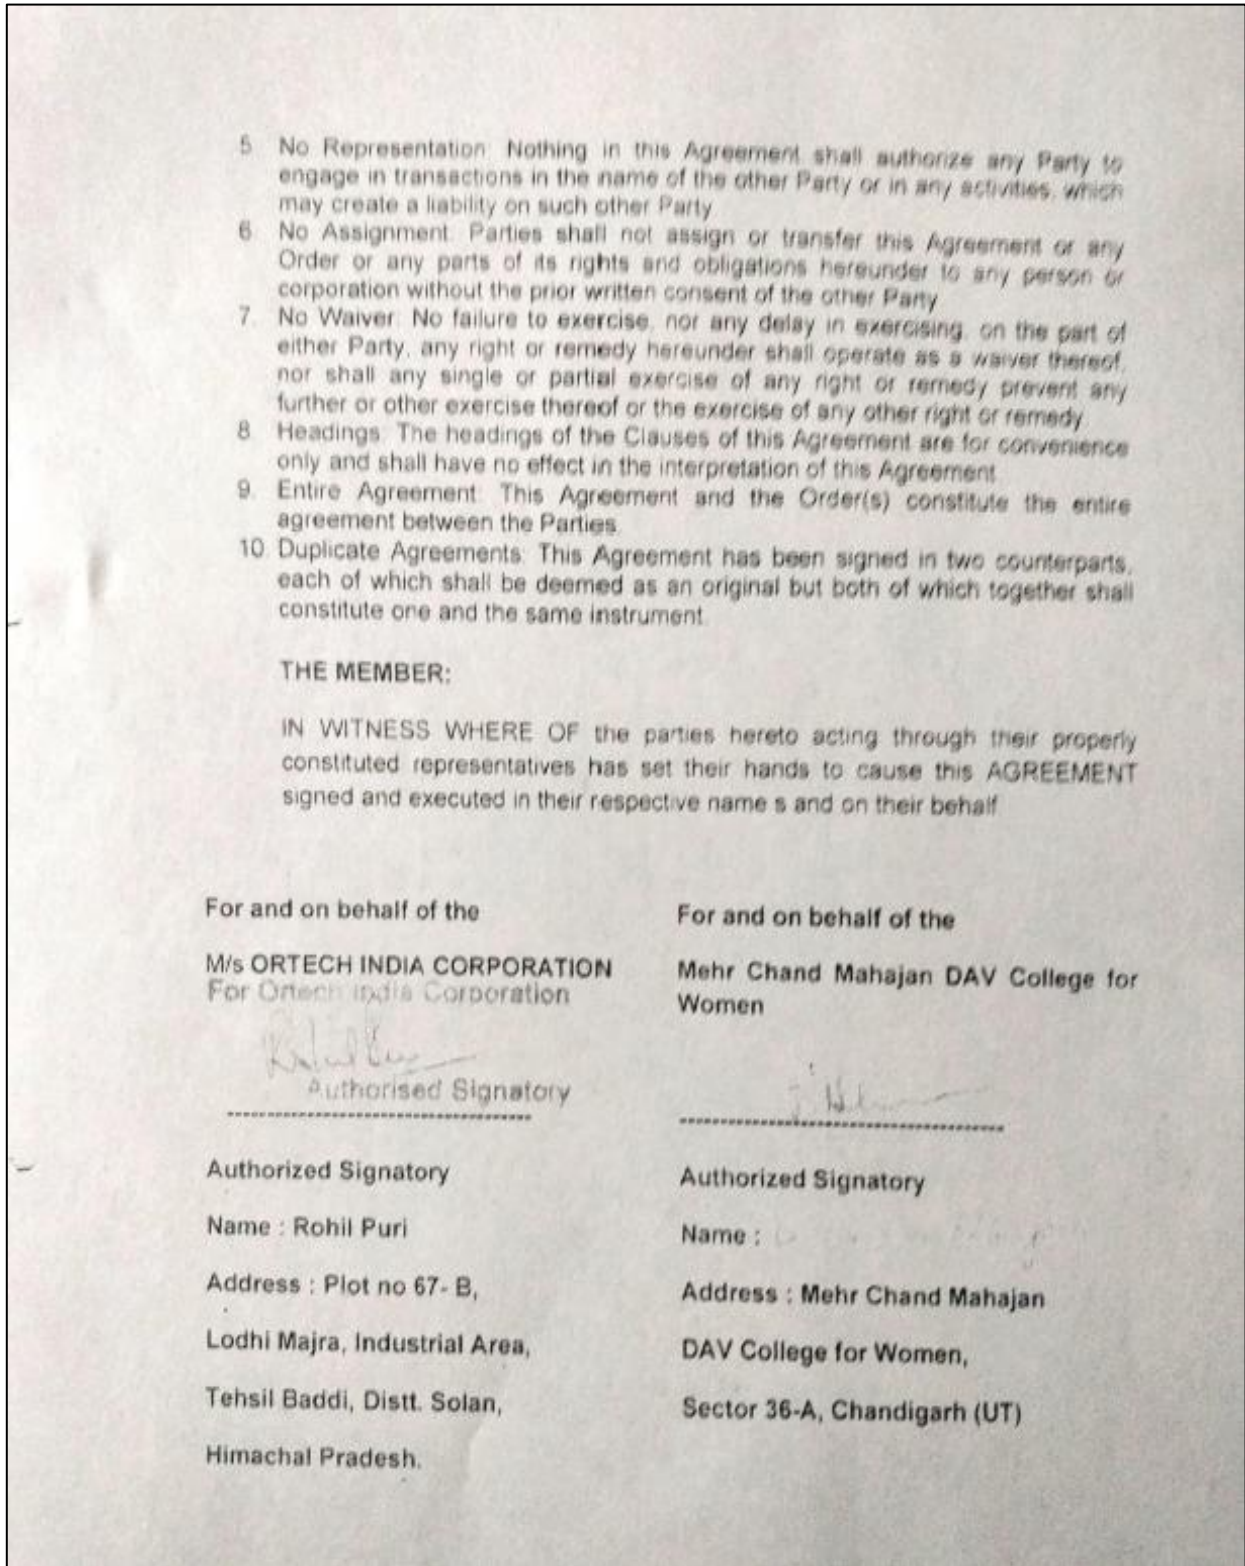 5 No Representation: Nothing in this Agreement shall authorize any Party to
engage in transactions in the name of the other Party or in any activities, which
may create a liability on such other Party
6. No Assignment: Parties shall not assign or transfer this Agreement or any
Order or any parts of its rights and obligations hereunder to any person or
corporation without the prior written consent of the other Party
7. No Waiver: No failure to exercise, nor any delay in exercising, on the part of
either Party, any right or remedy hereunder shall operate as a waiver thereof,
nor shall any single or partial exercise of any right or remedy prevent any
further or other exercise thereof or the exercise of any other right or remedy
8. Headings: The headings of the Clauses of this Agreement are for convenience
only and shall have no effect in the interpretation of this Agreement
9. Entire Agreement: This Agreement and the Order(s) constitute the entire
agreement between the Parties
10. Duplicate Agreements: This Agreement has been signed in two counterparts,
each of which shall be deemed as an original but both of which together shall
constitute one and the same instrument.
THE MEMBER:
IN WITNESS WHERE OF the parties hereto acting through their properly
constituted representatives has set their hands to cause this AGREEMENT
signed and executed in their respective name s and on their behalf
For and on behalf of the
M/s ORTECH INDIA CORPORATION
For Ortech India Corporation
Authorised Signatory
Authorized Signatory
Name : Rohil Puri
Address : Plot no 67- B,
Lodhi Majra, Industrial Area,
Tehsil Baddi, Distt. Solan,
Himachal Pradesh.
For and on behalf of the
Mehr Chand Mahajan DAV College for
Women
Authorized Signatory
Name :
Address : Mehr Chand Mahajan
DAV College for Women,
Sector 36-A, Chandigarh (UT)